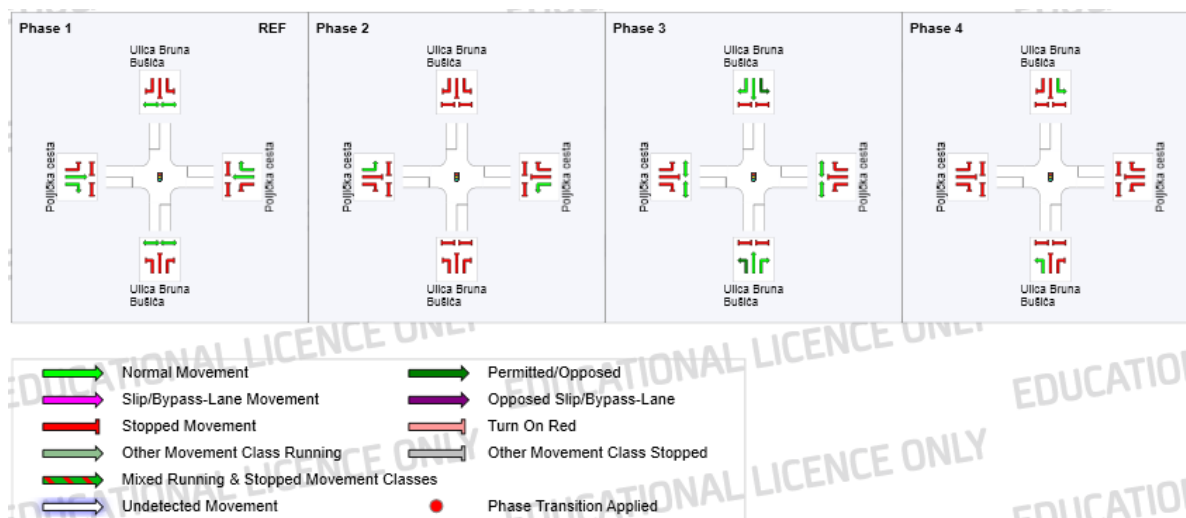 Phase 1
REF
Phase 2
Phase 3
Phase 4
Ulica Bruna
Bušića
Ulica Bruna
Bušića
Ulica Bruna
Bušića
Ulica Bruna
Bušića
Poljička cesta
Poljička cesta
Poljička cesta
Poljička cesta
Poljička cesta
Poljička cesta
Poljička cesta
Poljička cesta
Ulica Bruna
Bušića
Ulica Bruna
Bušića
Ulica Bruna
Bušića
Ulica Bruna
Bušića
EDUCATIONAL LICENCE ONLY
EDUCATIONAL LICENCE ONLY
EDUCATIO
Normal Movement
Permitted/Opposed
Slip/Bypass-Lane Movement
Opposed Slip/Bypass-Lane
Stopped Movement
Turn On Red
Other Movement Class Running
Other Movement Class Stopped
Mixed Running & Stopped Movement Classes
Undetected Movement
Phase Transition Applied
EDUCATIONAL LICENCE ONLY
EDUCATIONAL LICENCE ONLY
EDUCATIO